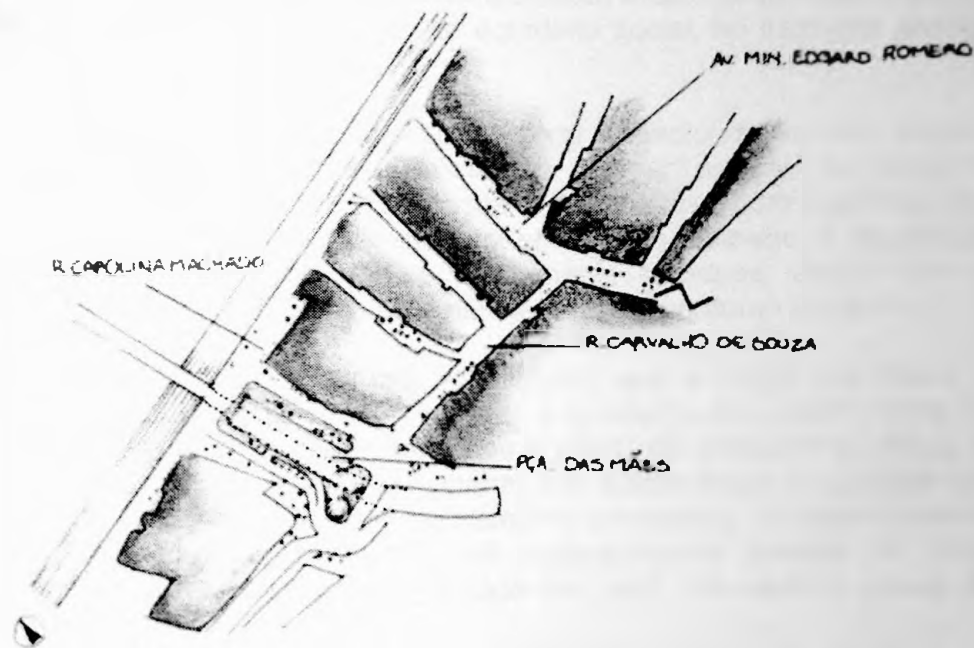 AV. MIN. EDGARD ROMERO
R. CAROLINA MACHADO
R. CARVALHO DE SOUZA
PÇA. DAS MÃES